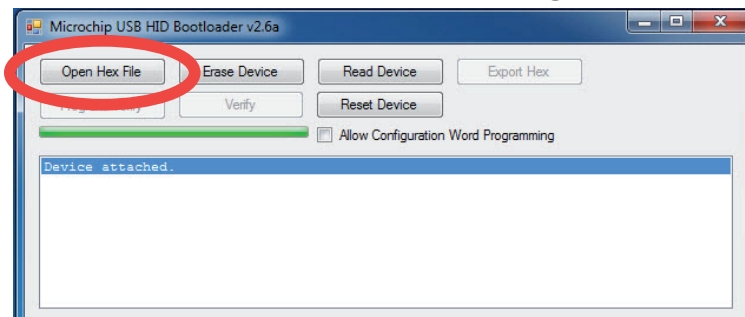 Microchip USB HID Bootloader v2.6a
Open Hex File Erase Device Read Device Export Hex
Verify Reset Device
Allow Configuration Word Programming
Device attached.